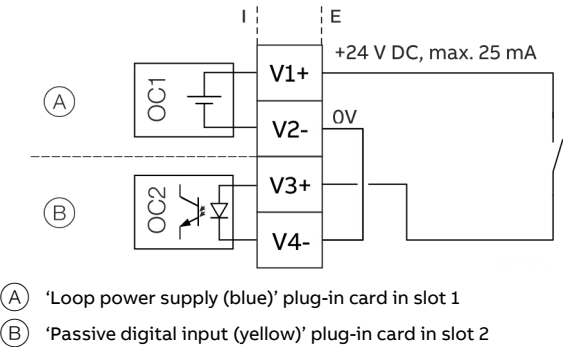 I E
+24 V DC, max. 25 mA
OC1
V1+
A
V2-
0V
OC2
V3+
B
V4-
A 'Loop power supply (blue)' plug-in card in slot 1
B 'Passive digital input (yellow)' plug-in card in slot 2